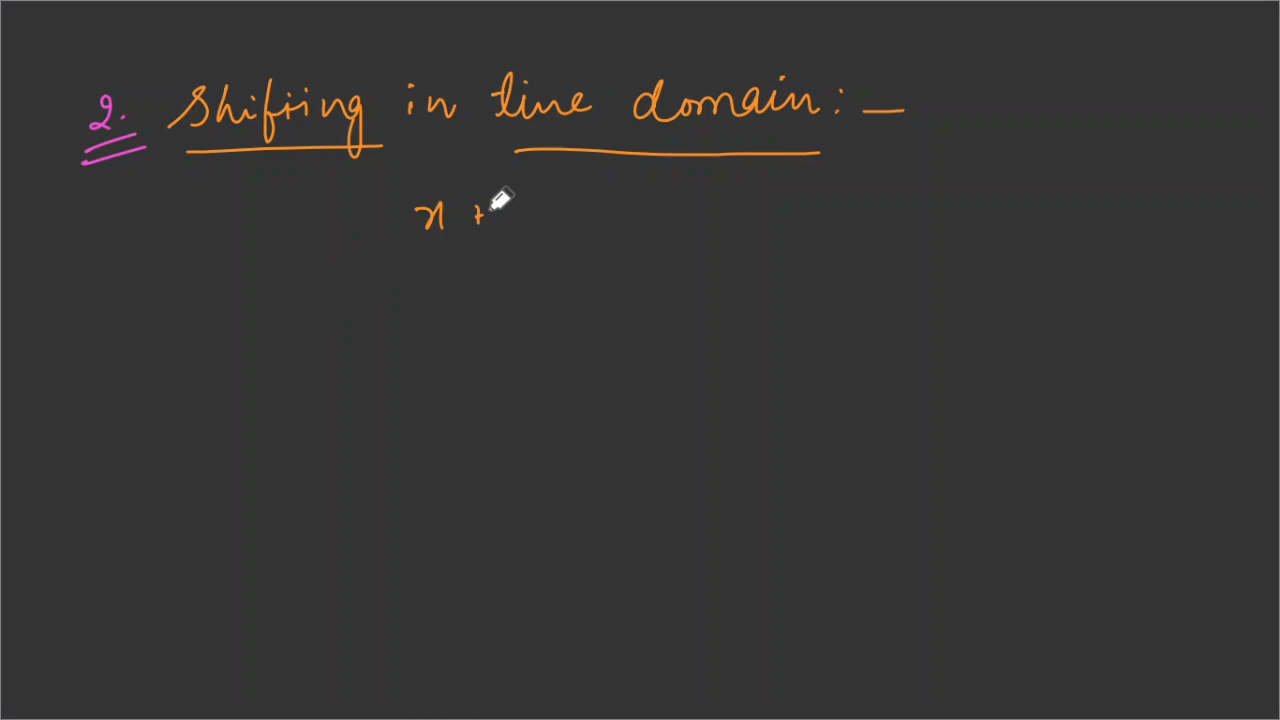 2. Shifting in time domain : —
x t